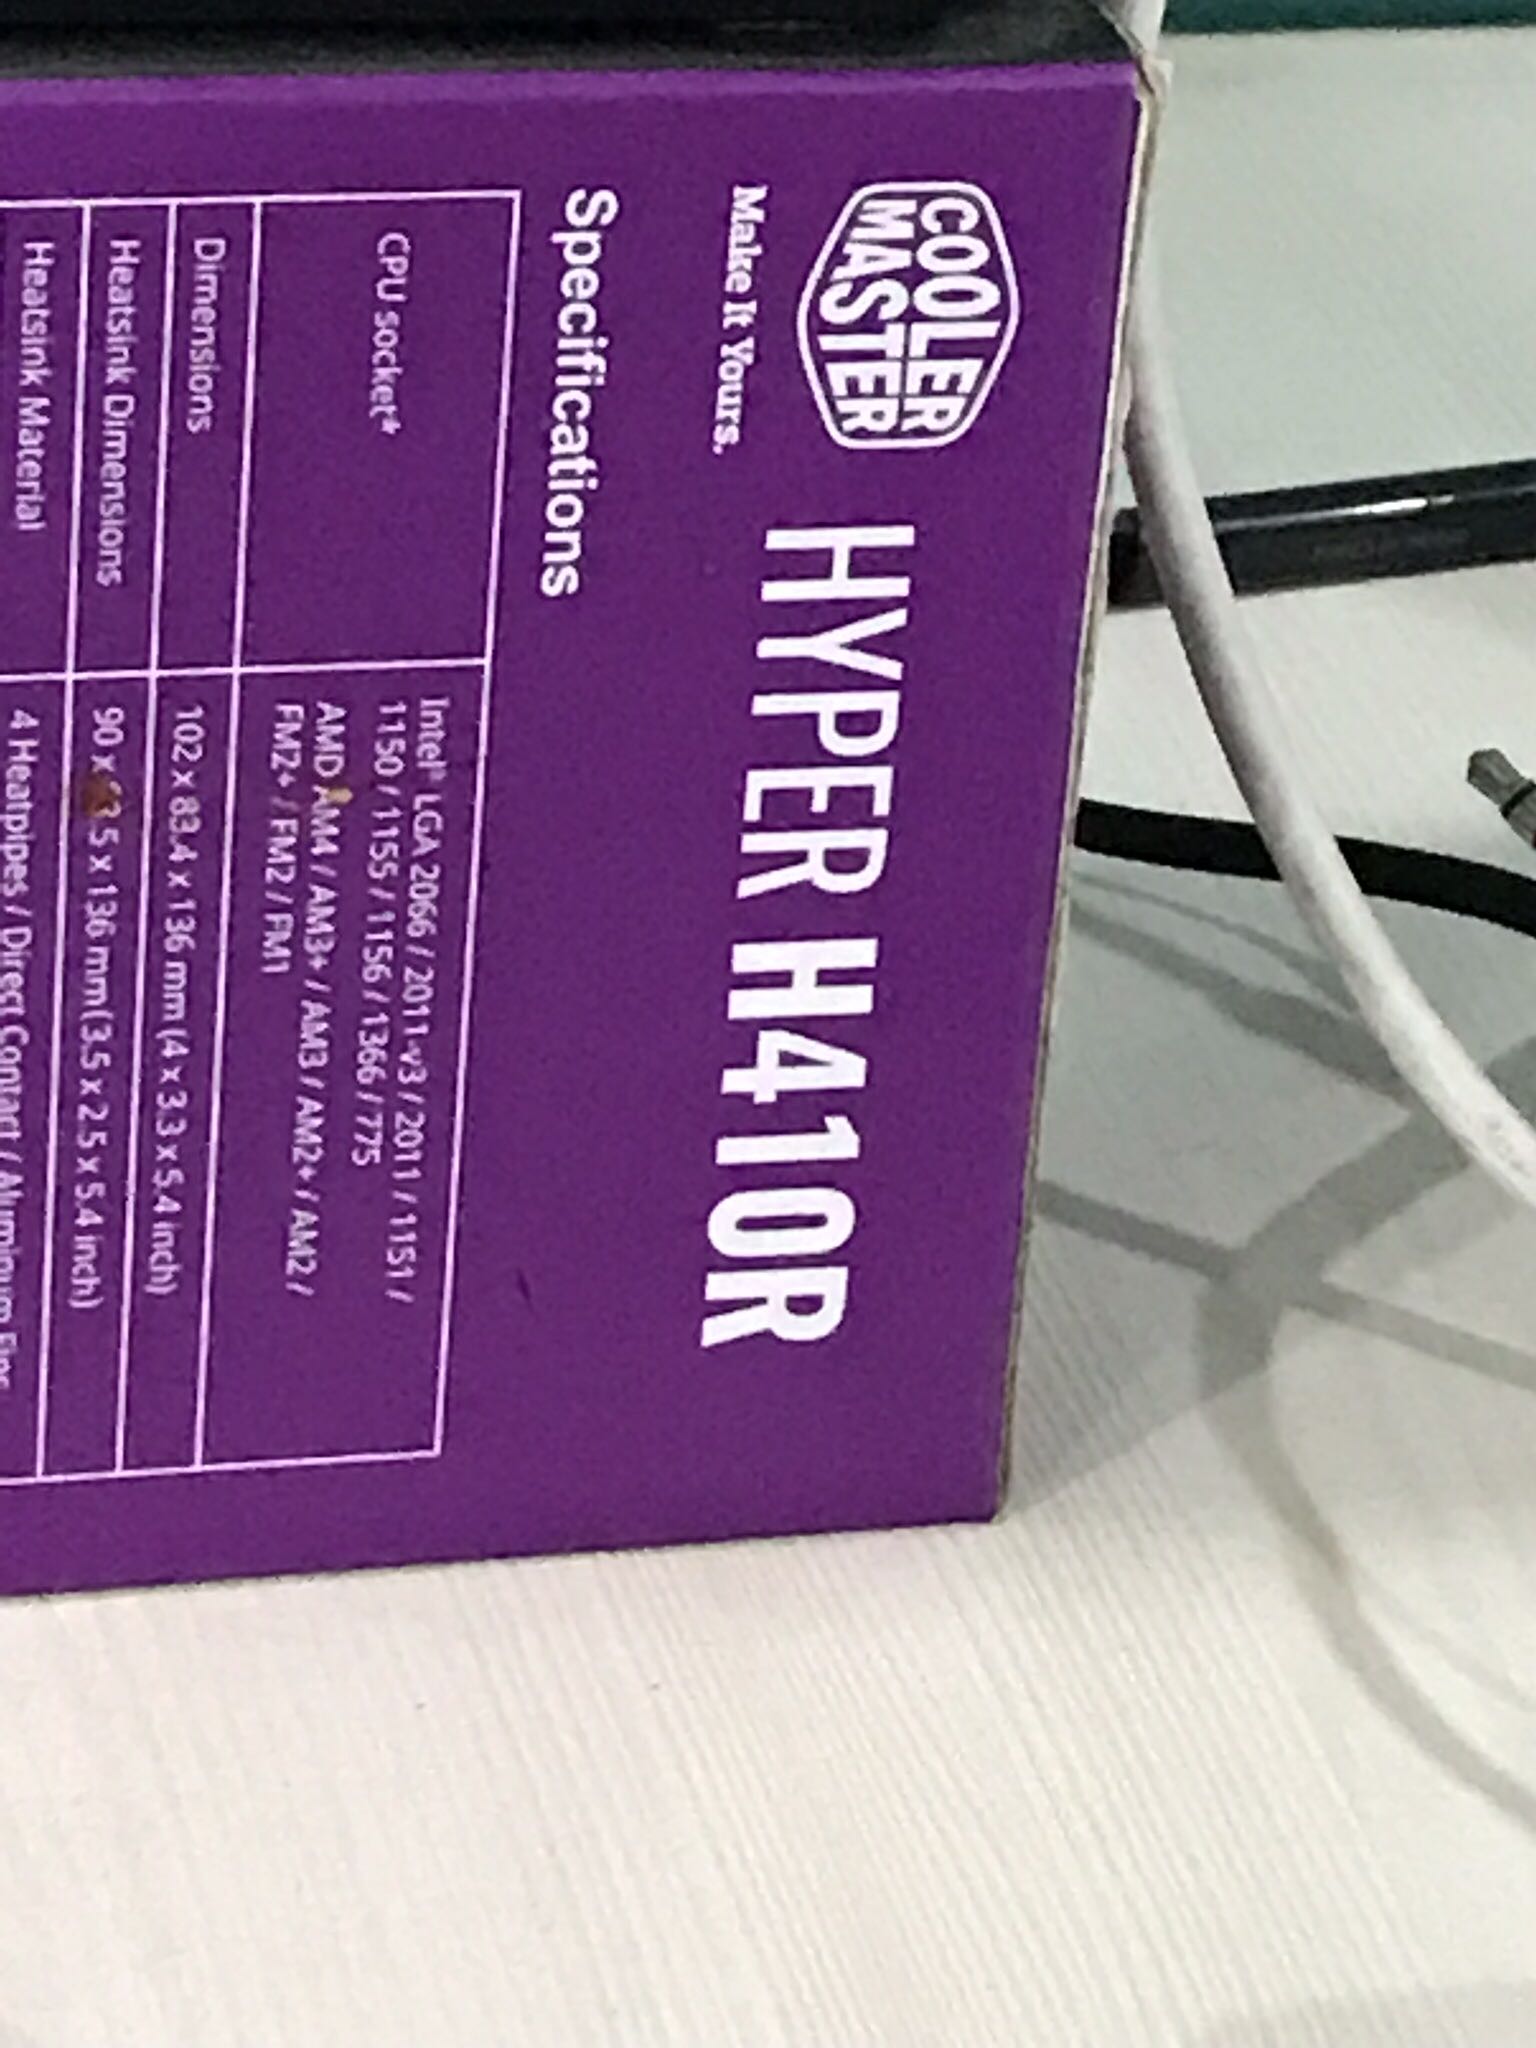 COOLER
MASTER
Make It Yours.
HYPER H410R
Specifications
CPU socket*
Intel® LGA 2066 / 2011-v3 / 2011 / 1151 /
1150 / 1155 / 1156 / 1366 / 775
AMD AM4 / AM3+ / AM3 / AM2+ / AM2 /
FM2+ / FM2 / FM1
Dimensions
102 x 83.4 x 136 mm (4 x 3.3 x 5.4 inch)
Heatsink Dimensions
90 x 5 x 136 mm (3.5 x 2.5 x 5.4 inch)
Heatsink Material
4 Heatpipes / Direct Contact / Aluminum Fins